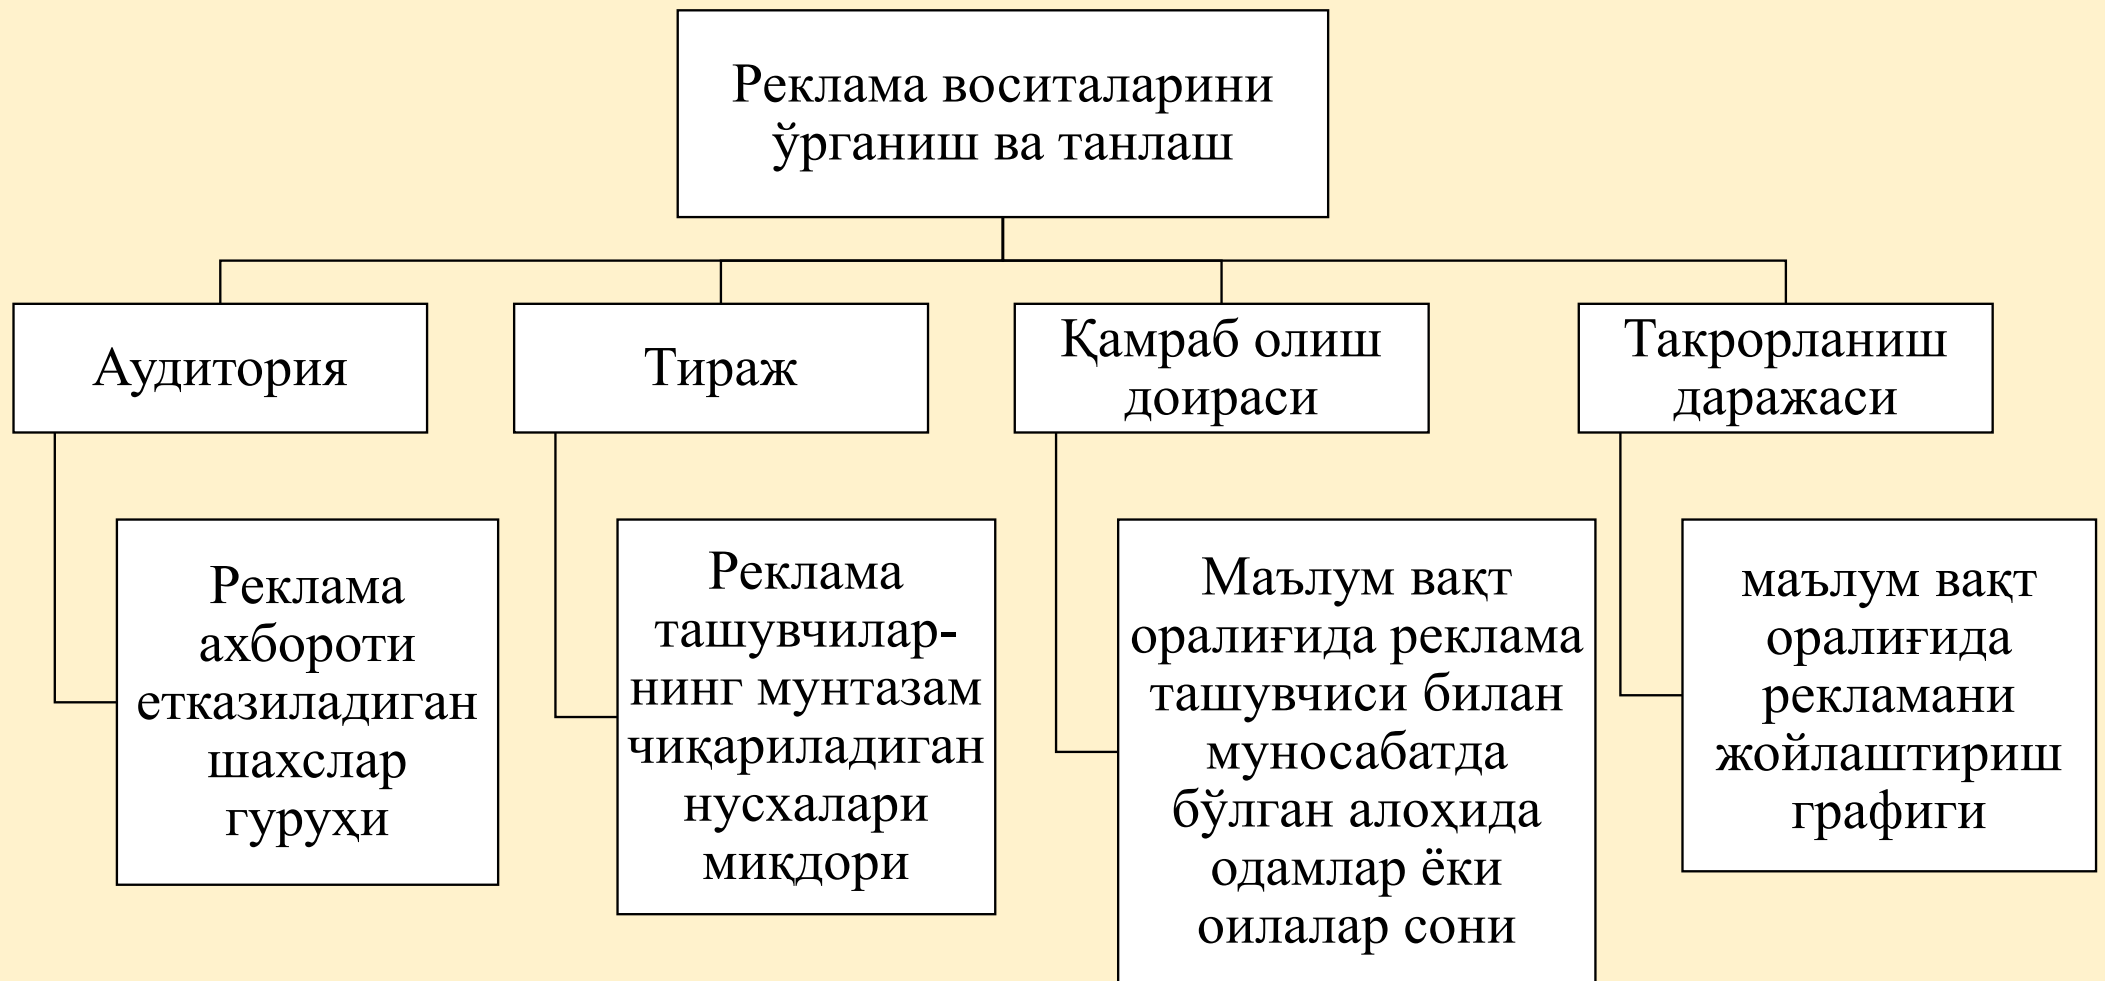 Реклама воситаларини
ўрганиш ва танлаш
Аудитория
Тираж
Қамраб олиш
доираси
Такрорланиш
даражаси
Реклама
ахбороти
етказиладиган
шахслар
гуруҳи
Реклама
ташувчилар-
нинг мунтазам
чиқариладиган
нусхалари
миқдори
Маълум вақт
оралиғида реклама
ташувчиси билан
муносабатда
бўлган алоҳида
одамлар ёки
оилалар сони
маълум вақт
оралиғида
рекламани
жойлаштириш
графиги